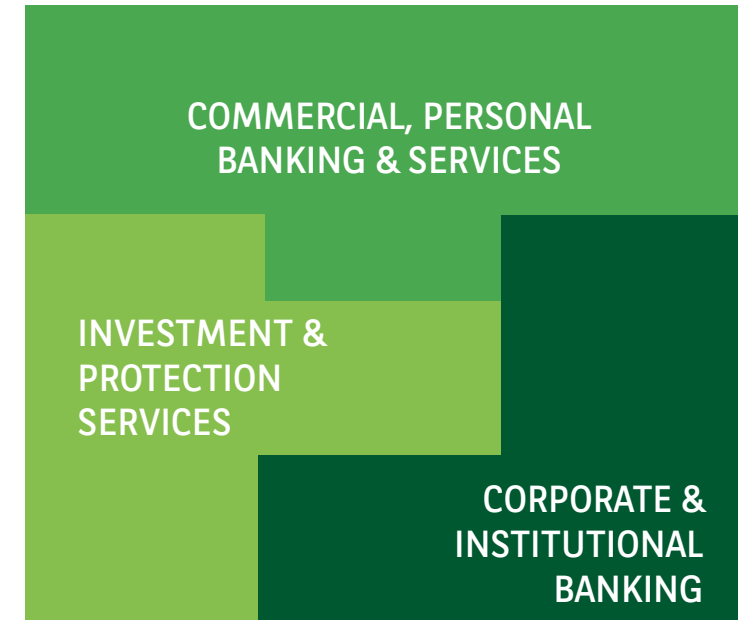 COMMERCIAL, PERSONAL
BANKING & SERVICES
INVESTMENT &
PROTECTION
SERVICES
CORPORATE &
INSTITUTIONAL
BANKING